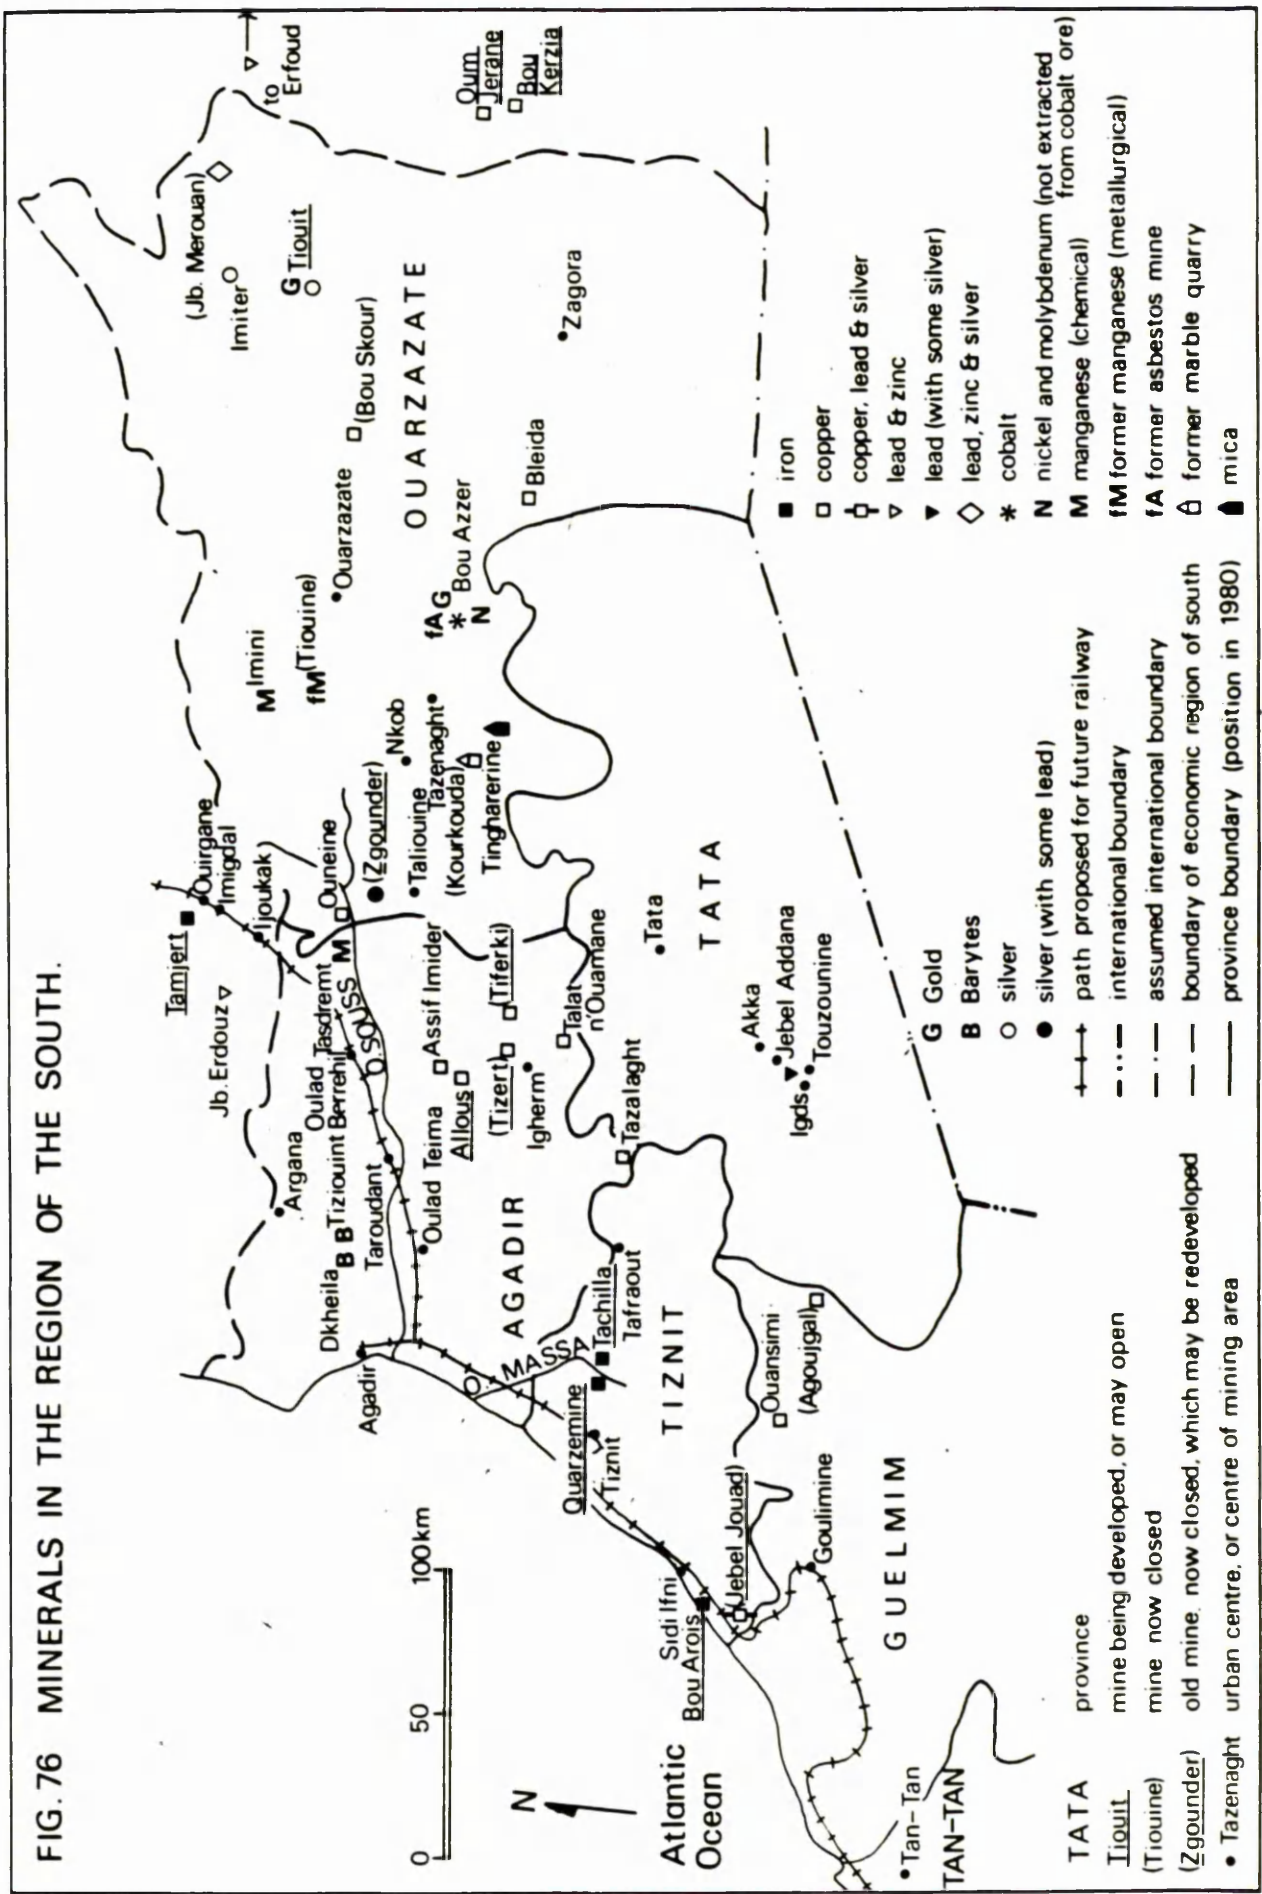 FIG. 76 MINERALS IN THE REGION OF THE SOUTH.
Tamjert
Ouirgane
Imigdal
Ijoukak
Jb. Erdouz
Argana
to
Erfoud
(Jb. Merouan)
Imiter
G Tiouit
Oum
Jerane
Bou
Kerzia
M Imini
fM (Tiouine)
Ouarzazate
(Bou Skour)
OUARZAZATE
Zagora
Bleida
fA G
* Bou Azzer
N
Nkob
Tazenaght
(Zgounder)
Taliouine
(Kourkouda)
Tingharerine
Ouneine
M
O. SOUSS
Tasdremt
Oulad
Berrehil
B B Tiziouint
Dkheila
Taroudant
Agadir
Oulad Teima
Assif Imider
Allous
(Tizert)
(Tiferki)
Igherm
Talat
n'Ouamane
AGADIR
Tazalaght
Tata
TATA
Akka
Jebel Addana
Touzounine
Igds
O. MASSA
Tachilla
Tafraout
Quarzemine
Tiznit
TIZNIT
Ouansimi
(Agoujgal)
Sidi Ifni
Bou Arois
(Jebel Jouad)
Goulimine
GUELMIM
0 50 100km
N
Atlantic
Ocean
Tan-Tan
TAN-TAN
TATA province
Tiouit mine being developed, or may open
(Tiouine) mine now closed
(Zgounder) old mine, now closed, which may be redeveloped
• Tazenaght urban centre, or centre of mining area
G Gold
B Barytes
silver
silver (with some lead)
path proposed for future railway
international boundary
assumed international boundary
boundary of economic region of south
province boundary (position in 1980)
iron
copper
copper, lead & silver
lead & zinc
lead (with some silver)
lead, zinc & silver
* cobalt
N nickel and molybdenum (not extracted
from cobalt ore)
M manganese (chemical)
fM former manganese (metallurgical)
fA former asbestos mine
former marble quarry
mica